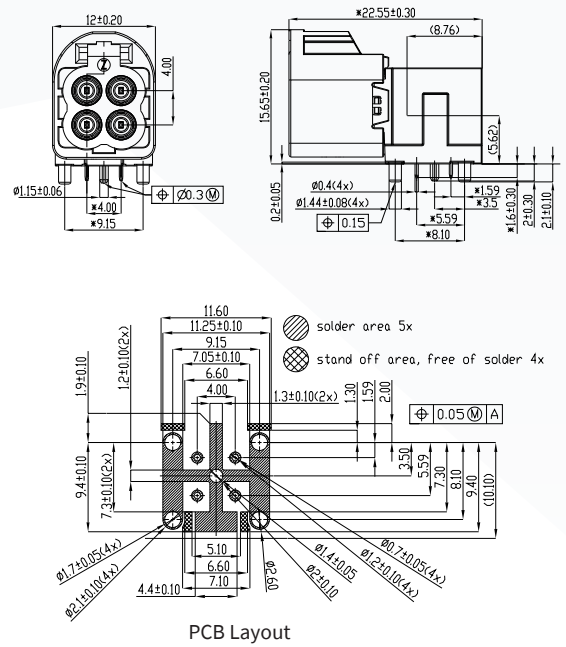 12±0.20
4.00
Ø1.15±0.06
Ø0.3 Ⓜ
*4.00
*9.15
*22.55±0.30
(8.76)
15.65±0.20
(5.62)
0.2±0.05
Ø0.4(4x)
Ø1.44±0.08(4x)
0.15
*1.59
*3.5
*5.59
*8.10
*1.6±0.30
2±0.30
2.1±0.10
11.60
11.25±0.10
9.15
7.05±0.10
6.60
4.00
1.3±0.10(2x)
1.9±0.10
1.2±0.10(2x)
solder area 5x
stand off area, free of solder 4x
1.30
1.59
2.00
0.05 Ⓜ A
9.4±0.10
7.3±0.10(2x)
3.50
5.59
7.30
8.10
9.40
(10.10)
Ø1.7±0.05(4x)
Ø2.1±0.10(4x)
5.10
6.60
7.10
4.4±0.10
Ø2.60
Ø2±0.10
Ø1.4±0.05
Ø1.2±0.10(4x)
Ø0.7±0.05(4x)
PCB Layout